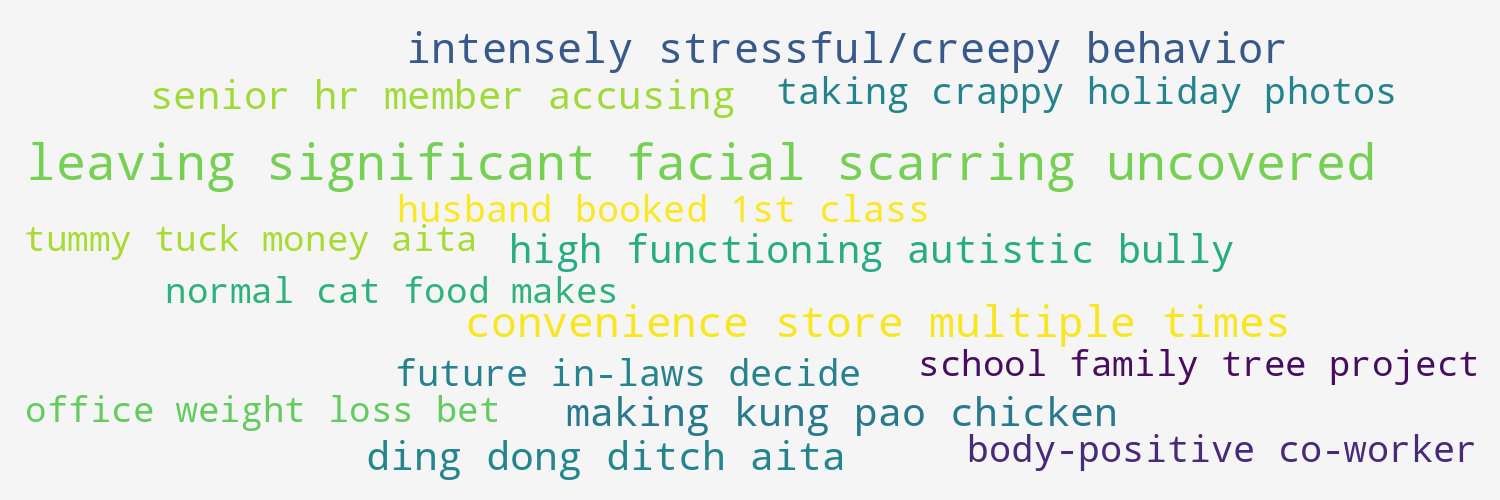 intensely stressful/creepy behavior
senior hr member accusing
taking crappy holiday photos
leaving significant facial scarring uncovered
husband booked 1st class
tummy tuck money aita
high functioning autistic bully
normal cat food makes
convenience store multiple times
future in-laws decide
school family tree project
office weight loss bet
making kung pao chicken
ding dong ditch aita
body-positive co-worker